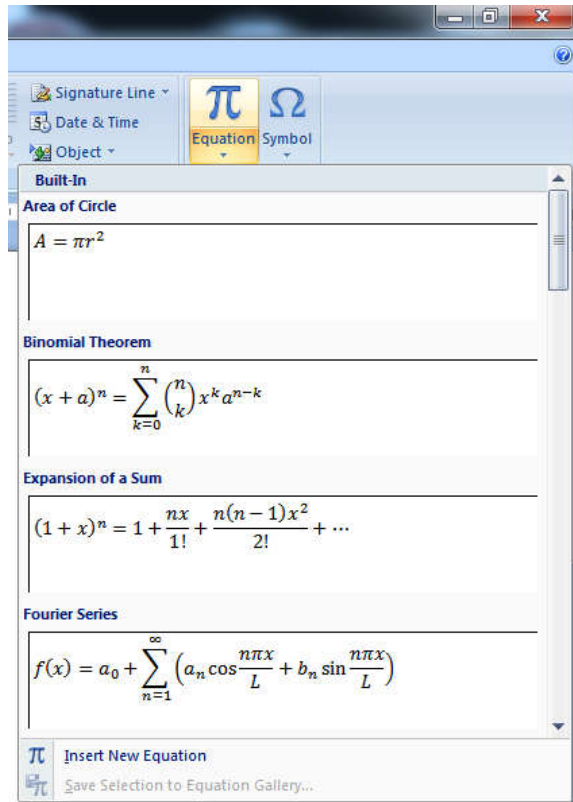 Signature Line
Date & Time
Object
π
Ω
Equation
Symbol
Built-In
Area of Circle
A = πr²
Binomial Theorem
(x + a)ⁿ = ∑ₖ₌₀ⁿ (n k) xᵏaⁿ⁻ᵏ
Expansion of a Sum
(1 + x)ⁿ = 1 + nx/1! + n(n − 1)x²/2! + ⋯
Fourier Series
f(x) = a₀ + ∑ₙ₌₁^∞ (aₙ cos nπx/L + bₙ sin nπx/L)
π Insert New Equation
π Save Selection to Equation Gallery...